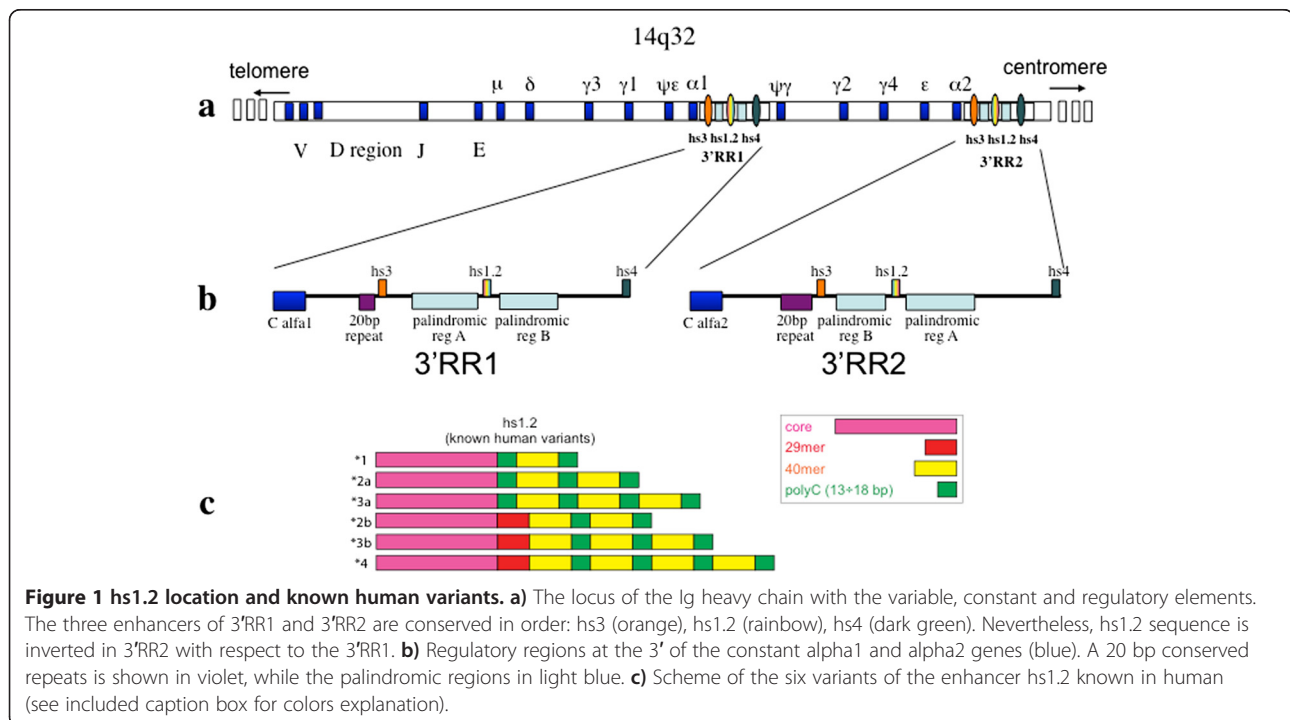 14q32
telomere
centromere
μ δ γ3 γ1 ψε α1 ψγ γ2 γ4 ε α2
a
hs3 hs1.2 hs4
3'RR1
hs3 hs1.2 hs4
3'RR2
V D region J E
b
hs3 hs1.2 hs4
C alfa1
20bp
repeat
palindromic
reg A
palindromic
reg B
3'RR1
hs3 hs1.2 hs4
C alfa2
20bp
repeat
palindromic
reg B
palindromic
reg A
3'RR2
c
hs1.2
(known human variants)
*1
*2a
*3a
*2b
*3b
*4
core
29mer
40mer
polyC (13÷18 bp)
Figure 1 hs1.2 location and known human variants. a) The locus of the Ig heavy chain with the variable, constant and regulatory elements.
The three enhancers of 3'RR1 and 3'RR2 are conserved in order: hs3 (orange), hs1.2 (rainbow), hs4 (dark green). Nevertheless, hs1.2 sequence is
inverted in 3'RR2 with respect to the 3'RR1. b) Regulatory regions at the 3' of the constant alpha1 and alpha2 genes (blue). A 20 bp conserved
repeats is shown in violet, while the palindromic regions in light blue. c) Scheme of the six variants of the enhancer hs1.2 known in human
(see included caption box for colors explanation).